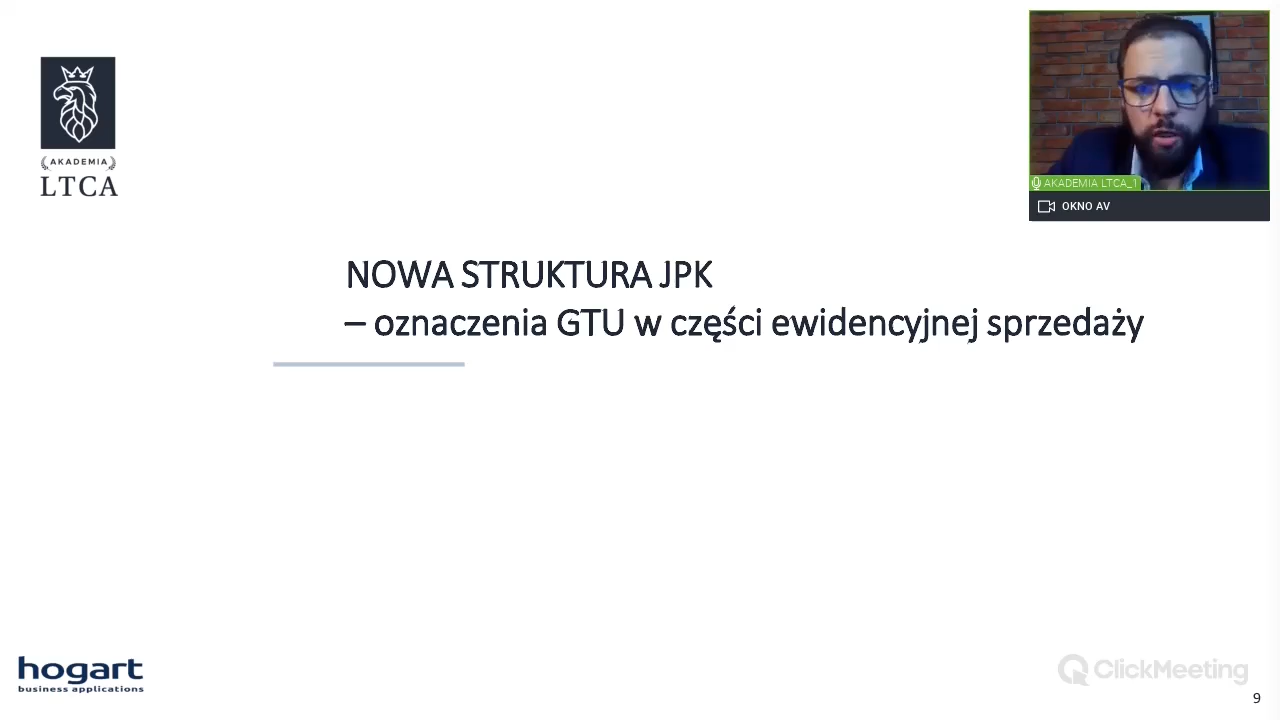 AKADEMIA
LTCA
AKADEMIA LTCA_1
OKNO AV
NOWA STRUKTURA JPK
– oznaczenia GTU w części ewidencyjnej sprzedaży
hogart
business applications
ClickMeeting
9